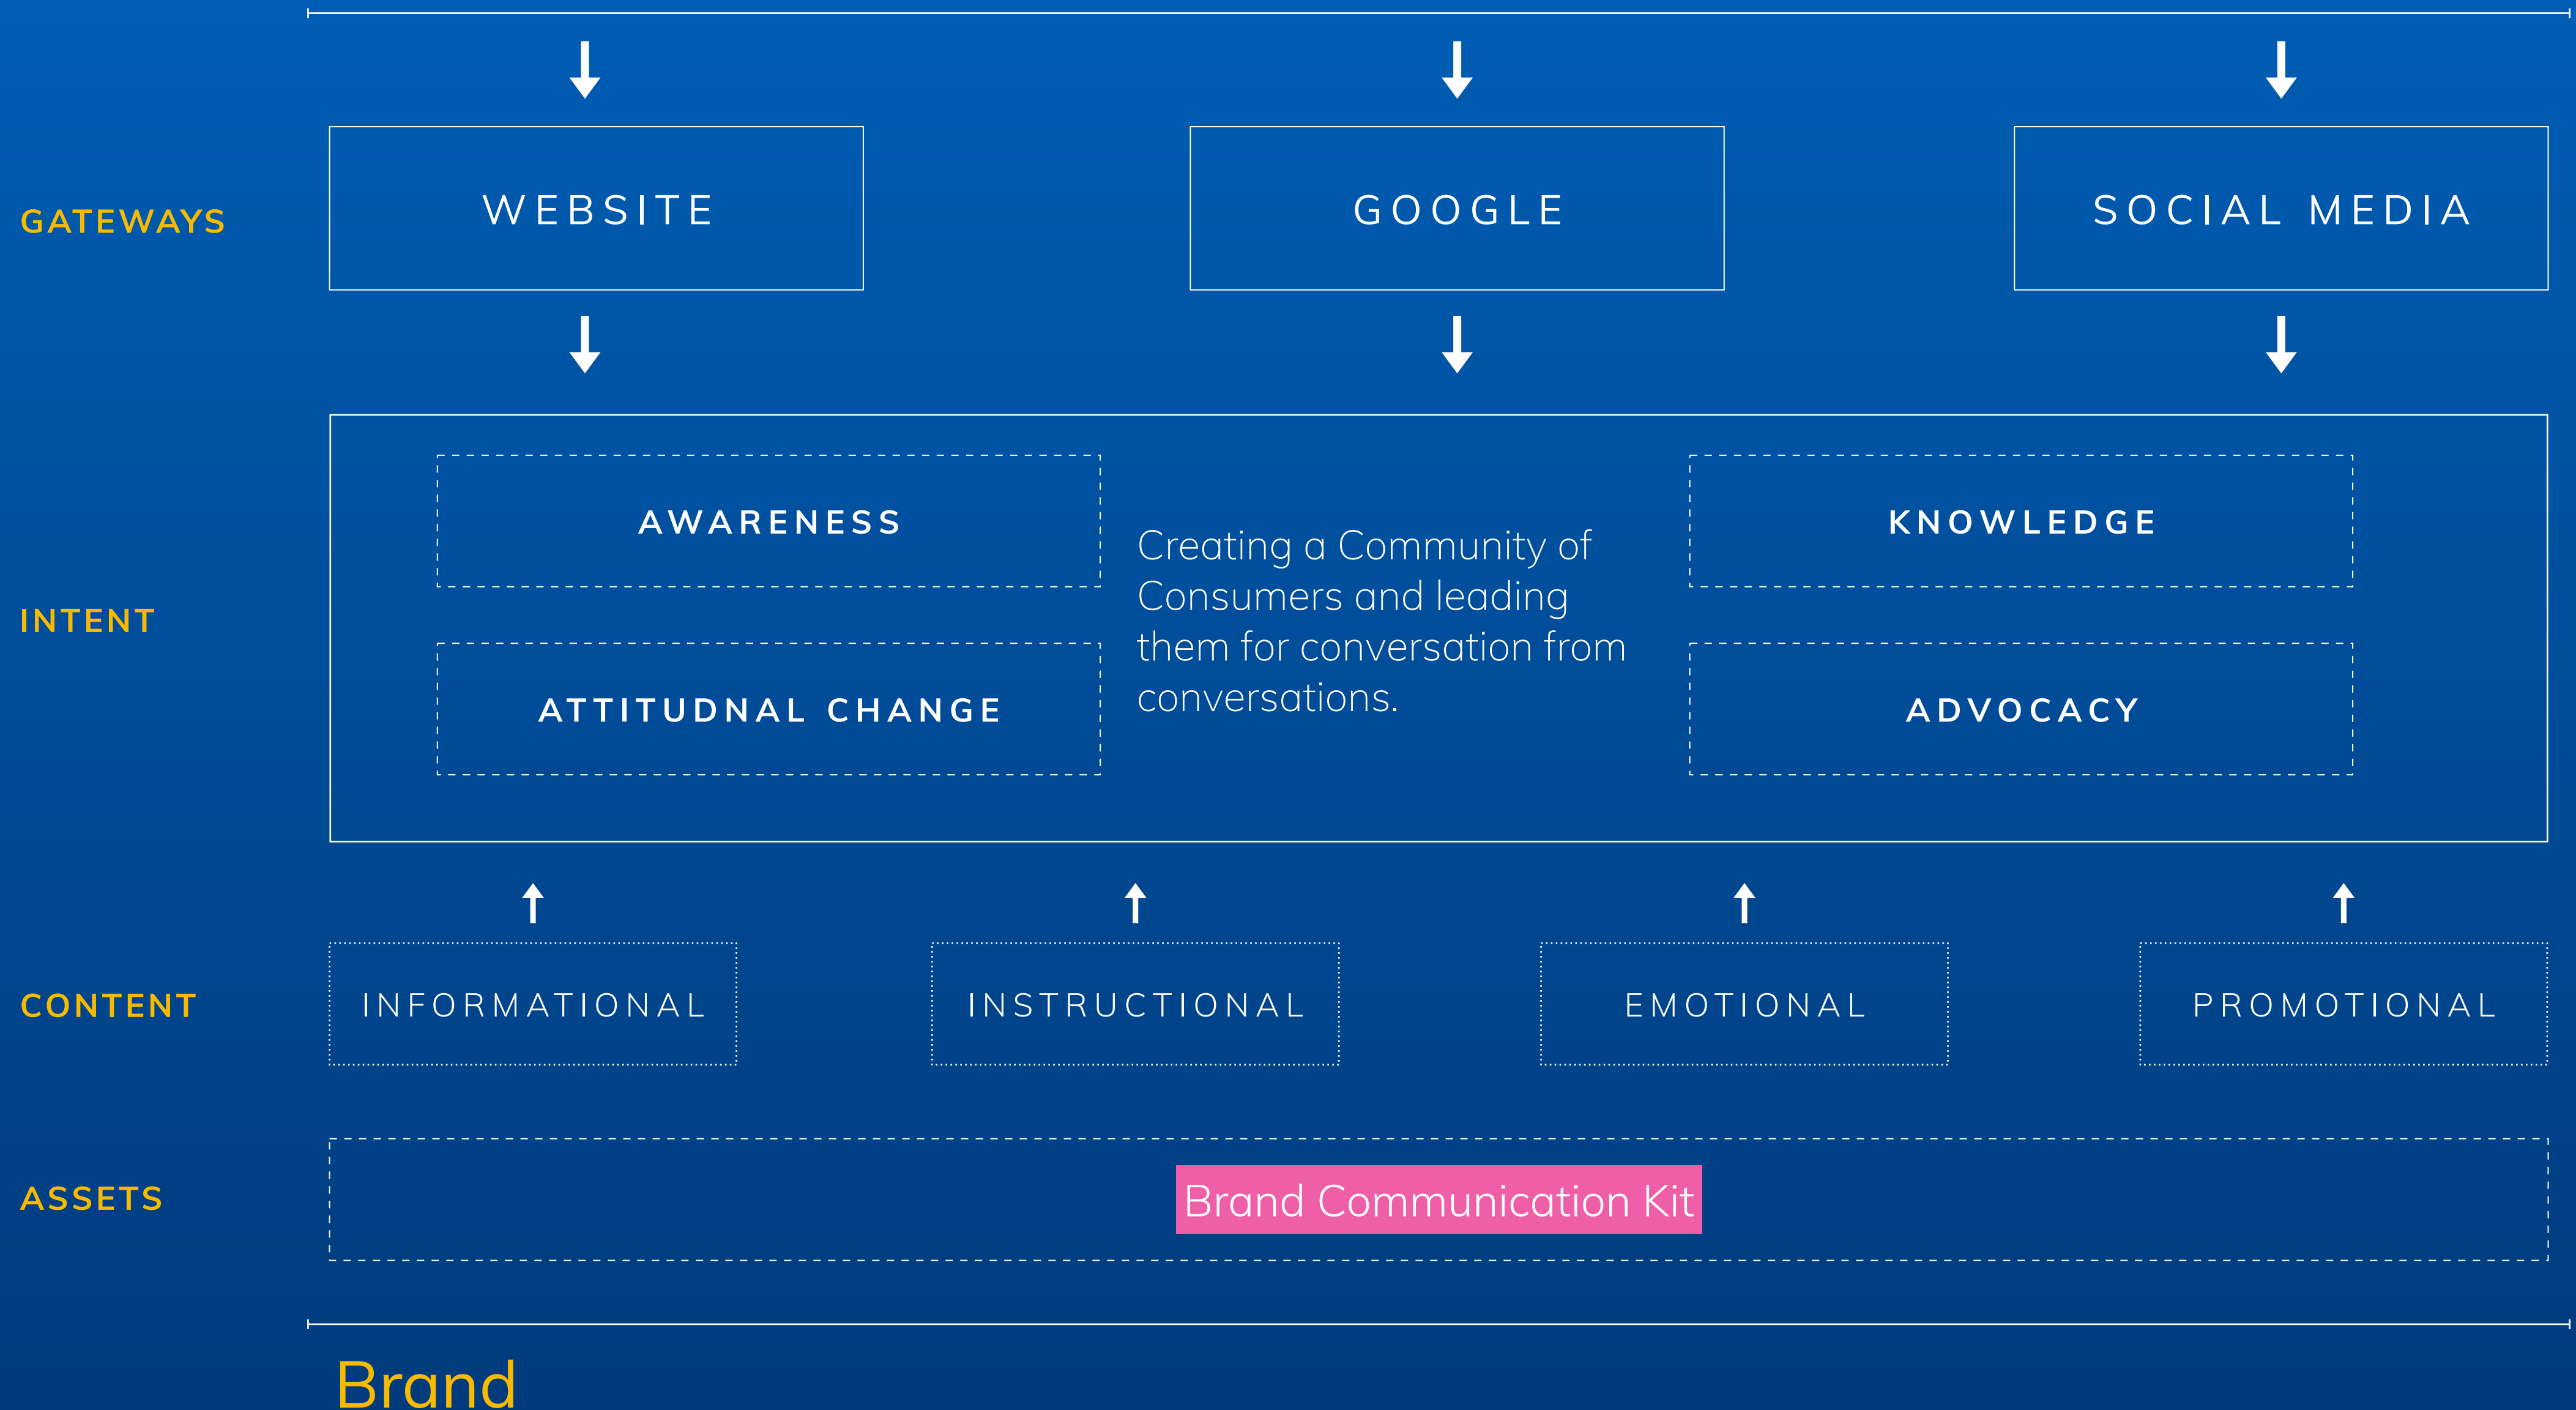 GATEWAYS
WEBSITE
GOOGLE
SOCIAL MEDIA
INTENT
AWARENESS
ATTITUDNAL CHANGE
Creating a Community of
Consumers and leading
them for conversation from
conversations.
KNOWLEDGE
ADVOCACY
CONTENT
INFORMATIONAL
INSTRUCTIONAL
EMOTIONAL
PROMOTIONAL
ASSETS
Brand Communication Kit
Brand